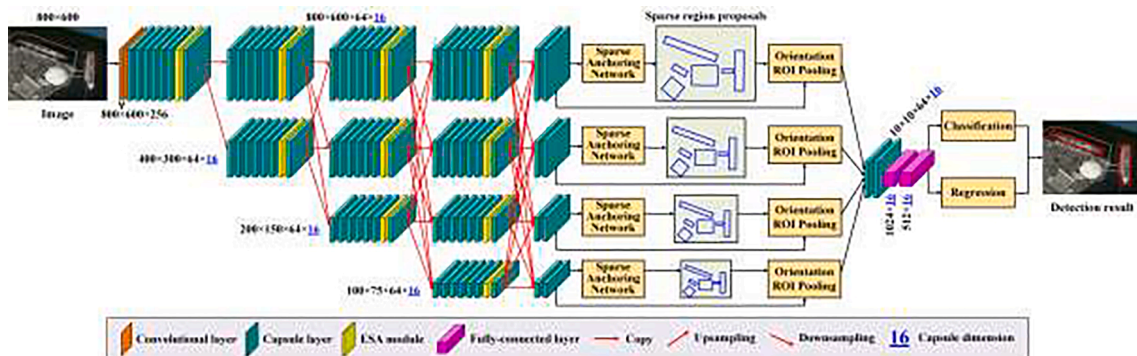 800×600
800×600×64×16
Sparse region proposals
Image
800×600×256
Sparse
Anchoring
Network
Orientation
ROI Pooling
400×300×64×16
Sparse
Anchoring
Network
Orientation
ROI Pooling
10×10×64×16
Classification
Regression
Detection result
1024×16
512×16
200×150×64×16
Sparse
Anchoring
Network
Orientation
ROI Pooling
100×75×64×16
Sparse
Anchoring
Network
Orientation
ROI Pooling
Convolutional layer Capsule layer ESA module Fully-connected layer Copy Upsampling Downsampling 16 Capsule dimension